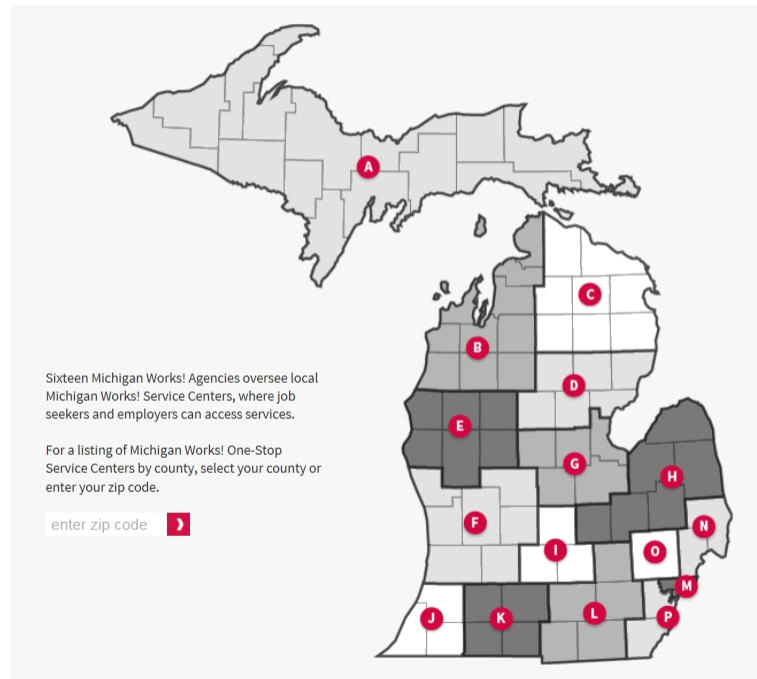 A
C
B
D
Sixteen Michigan Works! Agencies oversee local
Michigan Works! Service Centers, where job
seekers and employers can access services.
E
For a listing of Michigan Works! One-Stop
Service Centers by county, select your county or
enter your zip code.
G
H
enter zip code
F
N
I
O
M
J
K
L
P